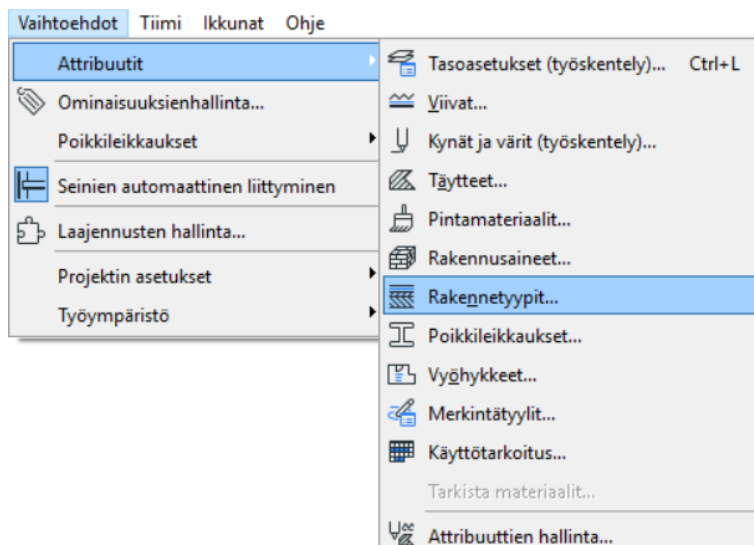 Vaihtoehdot Tiimi Ikkunat Ohje
Attribuutit
Ominaisuuksienhallinta...
Poikkileikkaukset
Seinien automaattinen liittyminen
Laajennusten hallinta...
Projektin asetukset
Työympäristö
Tasoasetukset (työskentely)... Ctrl+L
Viivat...
Kynät ja värit (työskentely)...
Täytteet...
Pintamateriaalit...
Rakennusaineet...
Rakennetyypit...
Poikkileikkaukset...
Vyöhykkeet...
Merkintätyylit...
Käyttötarkoitus...
Tarkista materiaalit...
Attribuuttien hallinta...